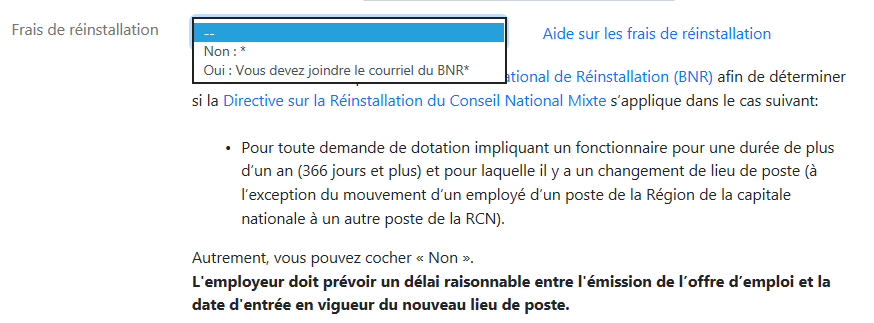 Frais de réinstallation
--
Aide sur les frais de réinstallation
Non : *
Oui : Vous devez joindre le courriel du BNR*
ational de Réinstallation (BNR) afin de déterminer
si la Directive sur la Réinstallation du Conseil National Mixte s’applique dans le cas suivant:
• Pour toute demande de dotation impliquant un fonctionnaire pour une durée de plus
d’un an (366 jours et plus) et pour laquelle il y a un changement de lieu de poste (à
l’exception du mouvement d’un employé d’un poste de la Région de la capitale
nationale à un autre poste de la RCN).
Autrement, vous pouvez cocher « Non ».
L'employeur doit prévoir un délai raisonnable entre l'émission de l’offre d’emploi et la
date d'entrée en vigueur du nouveau lieu de poste.